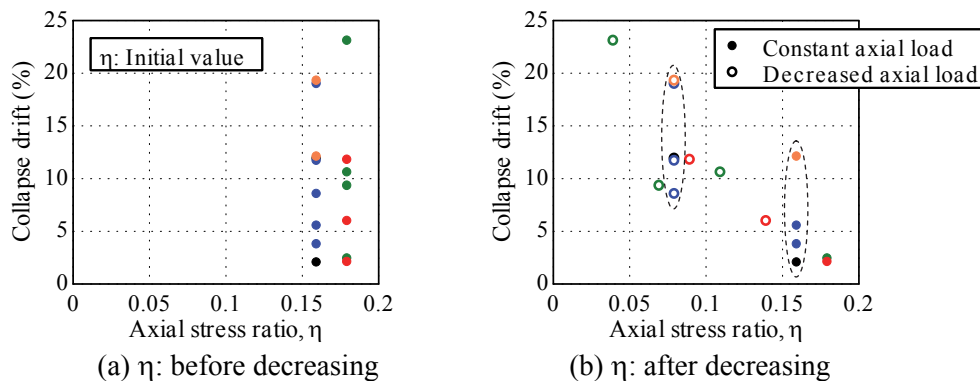 25
20
15
10
5
0
Collapse drift (%)
η: Initial value
0 0.05 0.1 0.15 0.2
Axial stress ratio, η
(a) η: before decreasing
25
20
15
10
5
0
Collapse drift (%)
Constant axial load
Decreased axial load
0 0.05 0.1 0.15 0.2
Axial stress ratio, η
(b) η: after decreasing